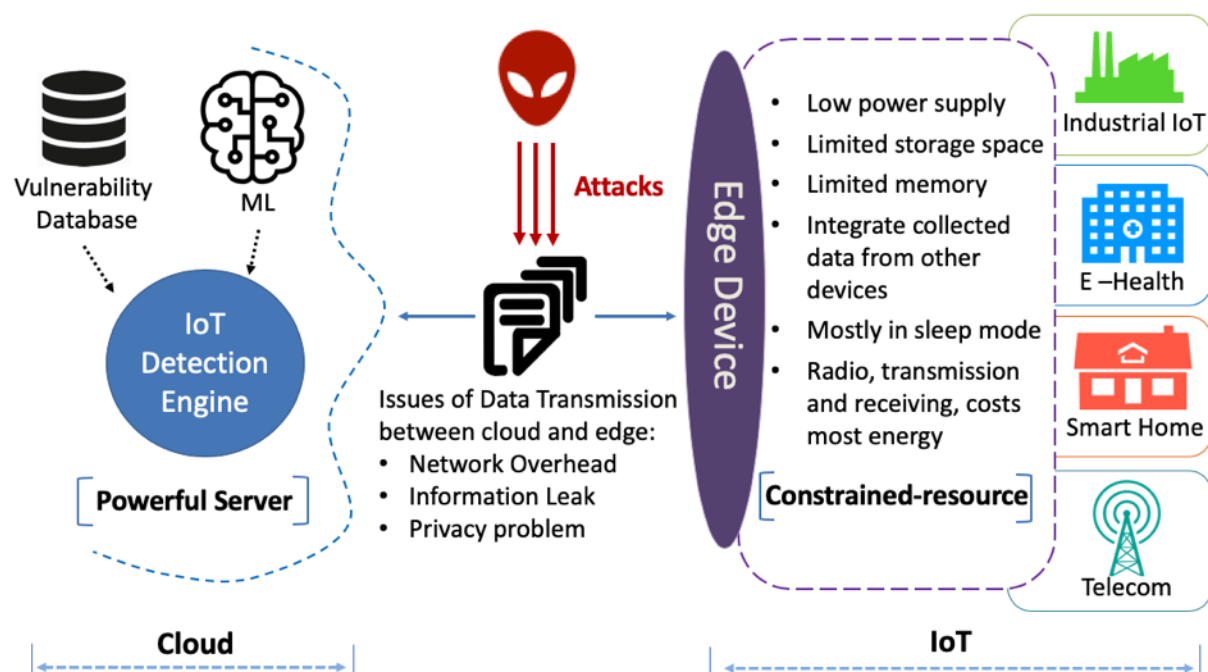 Vulnerability
Database
ML
IoT
Detection
Engine
[Powerful Server]
Cloud
Attacks
Issues of Data Transmission
between cloud and edge:
• Network Overhead
• Information Leak
• Privacy problem
Edge Device
• Low power supply
• Limited storage space
• Limited memory
• Integrate collected
data from other
devices
• Mostly in sleep mode
• Radio, transmission
and receiving, costs
most energy
[Constrained-resource]
Industrial IoT
E –Health
Smart Home
Telecom
IoT